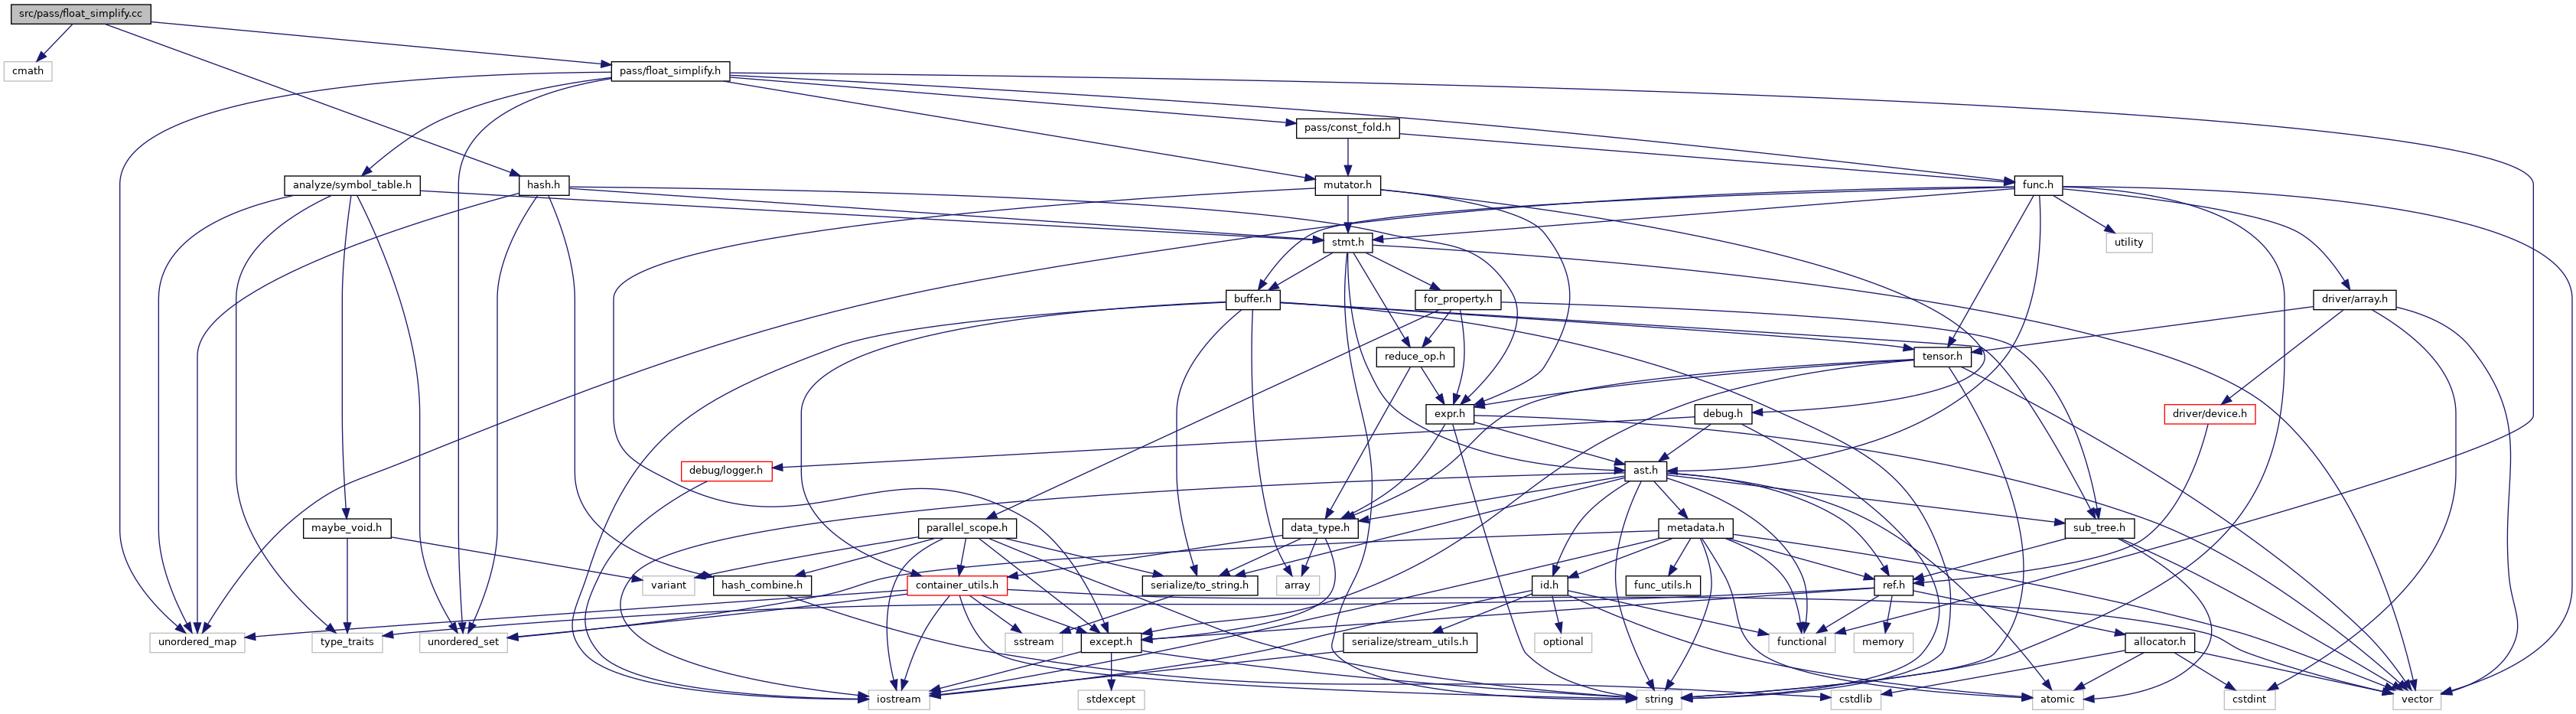 src/pass/float_simplify.cc
cmath
pass/float_simplify.h
pass/const_fold.h
analyze/symbol_table.h
hash.h
mutator.h
func.h
stmt.h
utility
buffer.h
for_property.h
driver/array.h
reduce_op.h
tensor.h
expr.h
debug.h
driver/device.h
debug/logger.h
ast.h
maybe_void.h
parallel_scope.h
data_type.h
metadata.h
sub_tree.h
variant
hash_combine.h
container_utils.h
serialize/to_string.h
array
id.h
func_utils.h
ref.h
unordered_map
type_traits
unordered_set
sstream
except.h
serialize/stream_utils.h
optional
functional
memory
allocator.h
iostream
stdexcept
string
cstdlib
atomic
cstdint
vector